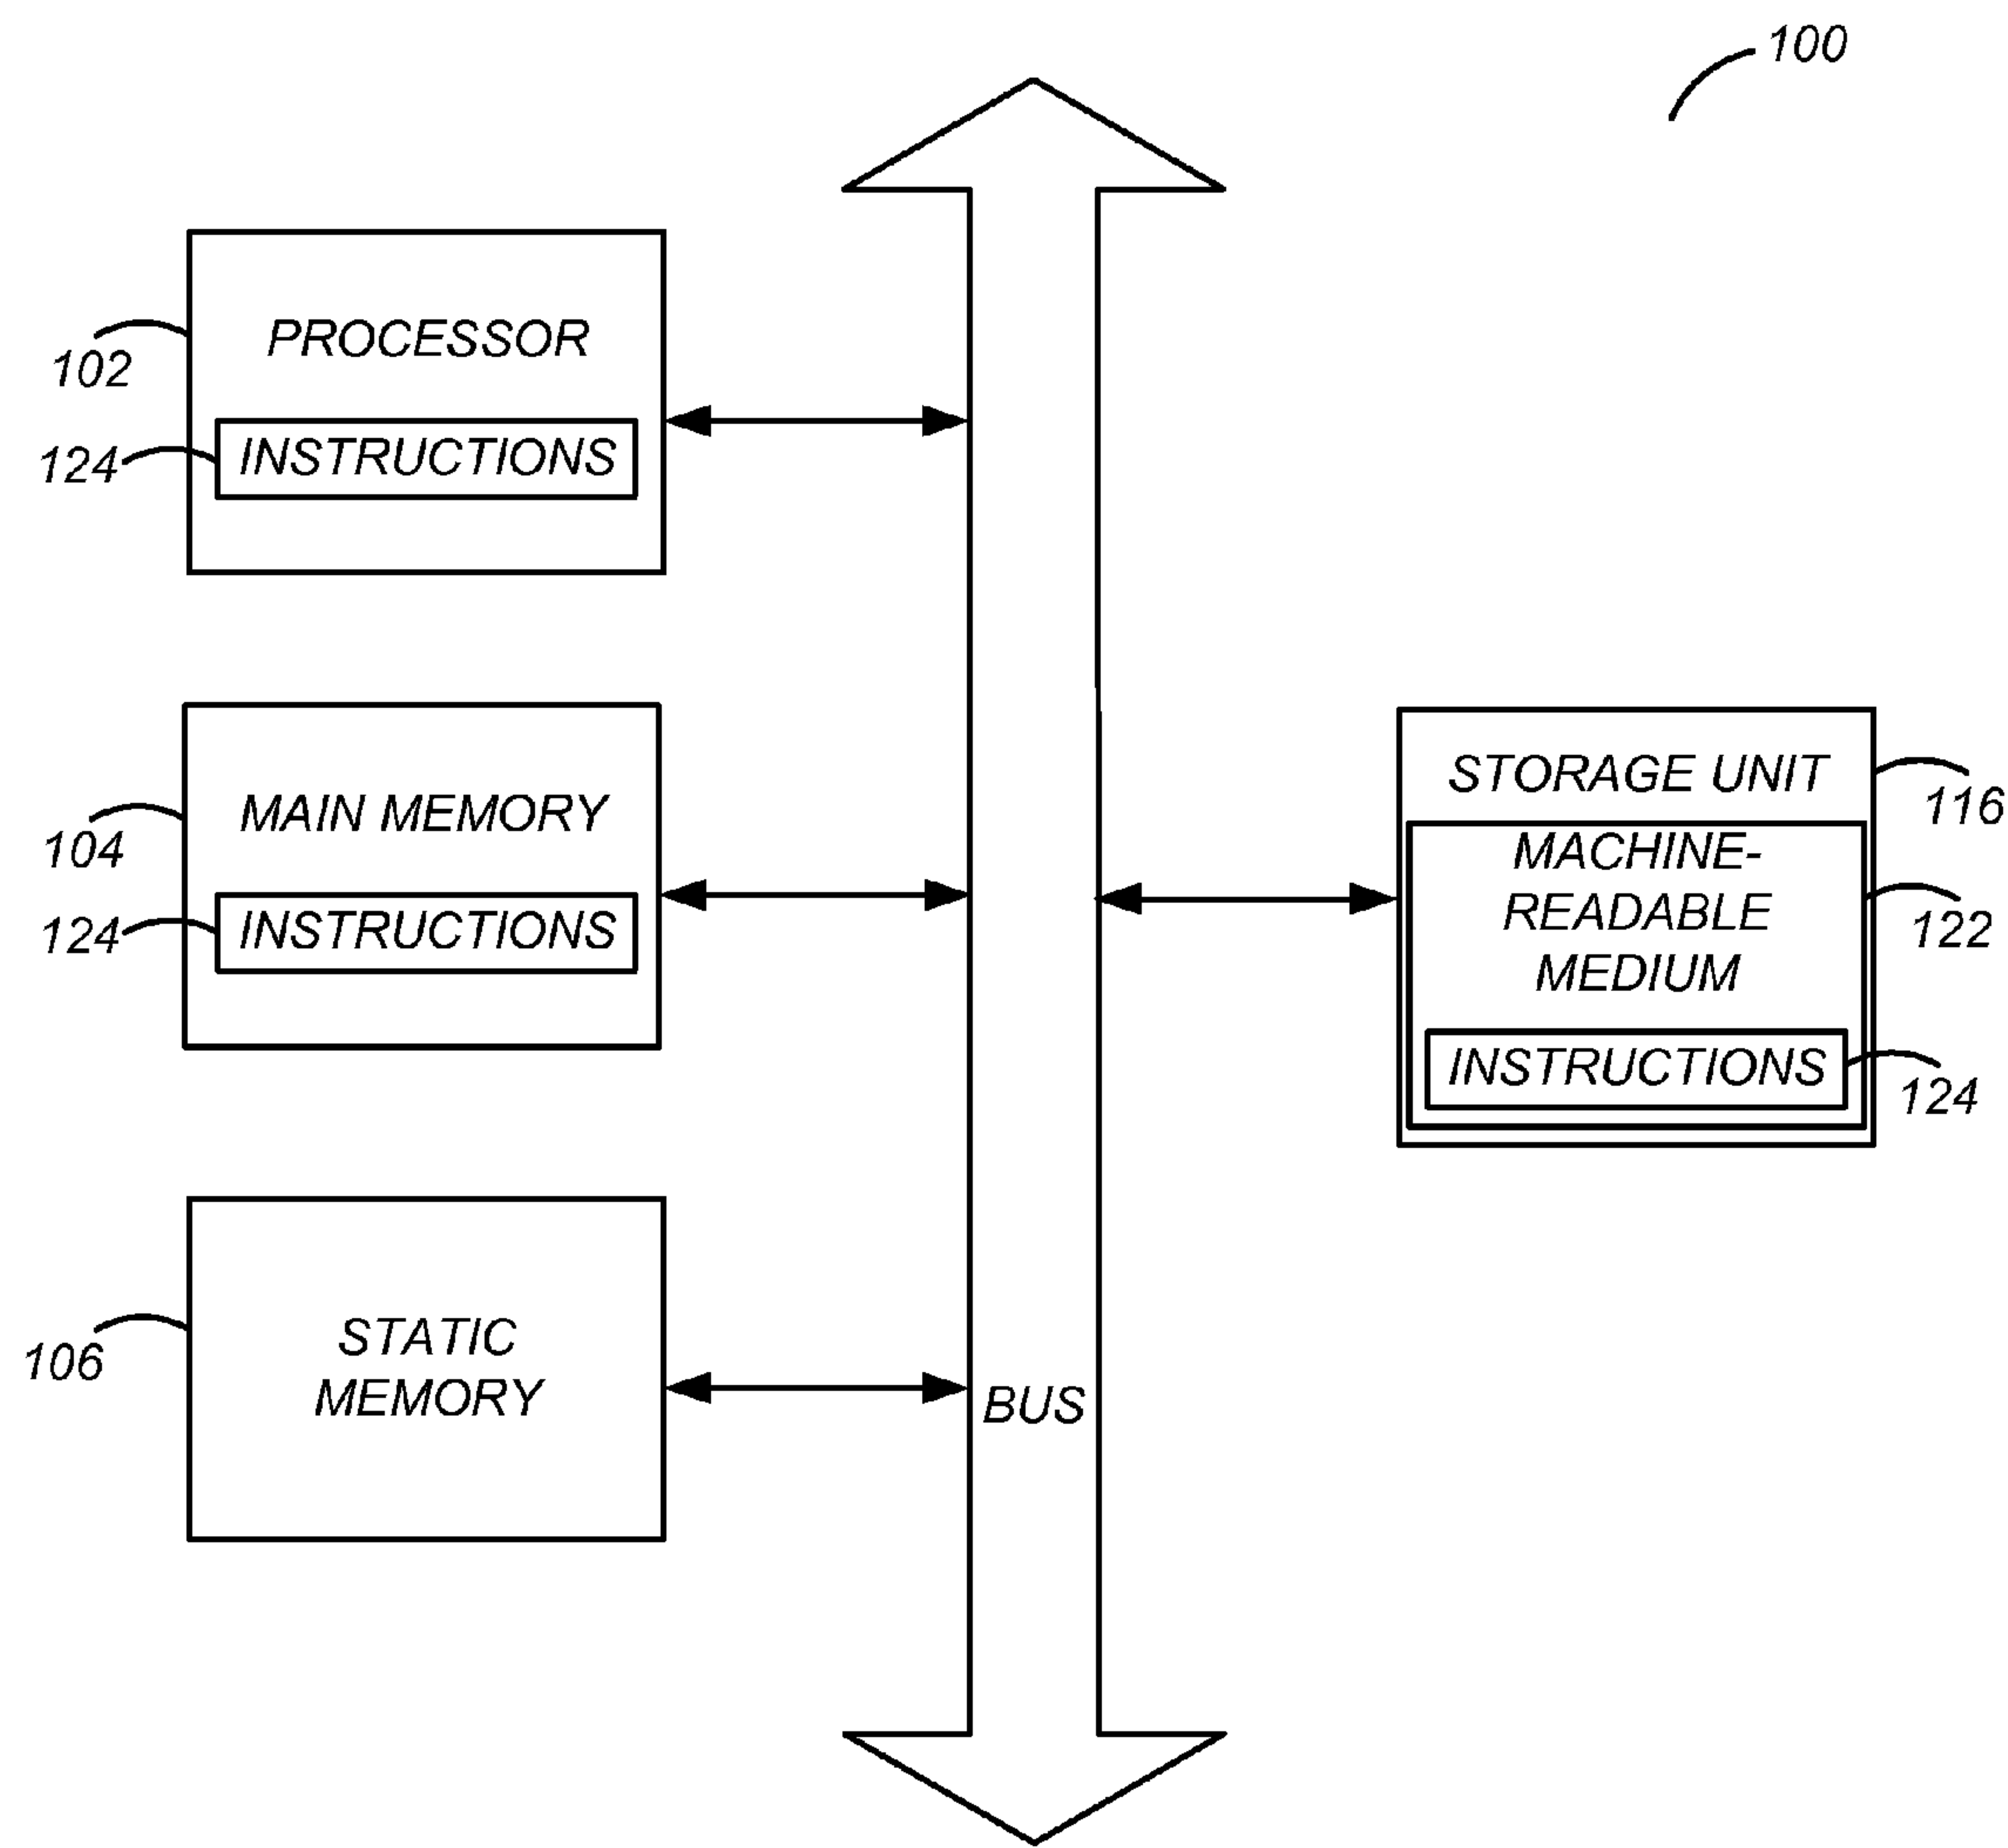 100
PROCESSOR
102
124
INSTRUCTIONS
MAIN MEMORY
104
124
INSTRUCTIONS
STORAGE UNIT
116
MACHINE-
READABLE
MEDIUM
122
INSTRUCTIONS
124
STATIC
MEMORY
106
BUS